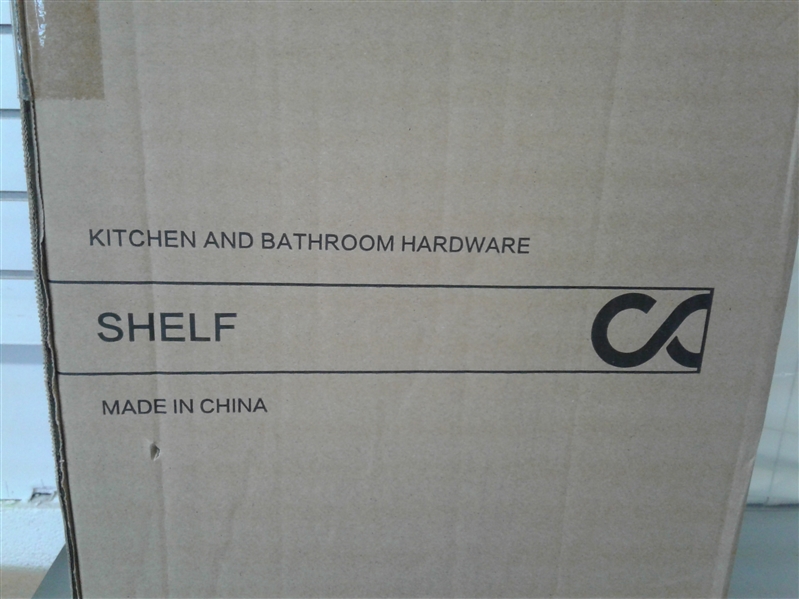 KITCHEN AND BATHROOM HARDWARE
SHELF
MADE IN CHINA